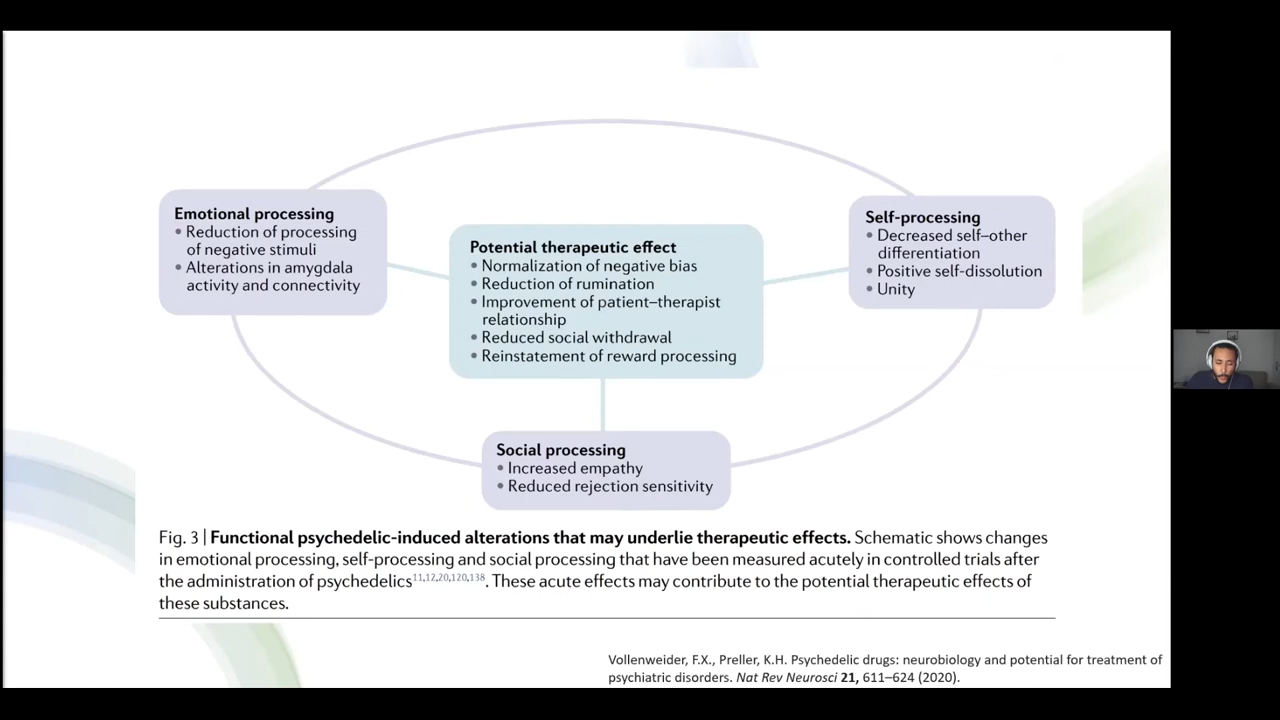 Emotional processing
• Reduction of processing
of negative stimuli
• Alterations in amygdala
activity and connectivity
Potential therapeutic effect
• Normalization of negative bias
• Reduction of rumination
• Improvement of patient–therapist
relationship
• Reduced social withdrawal
• Reinstatement of reward processing
Self-processing
• Decreased self–other
differentiation
• Positive self-dissolution
• Unity
Social processing
• Increased empathy
• Reduced rejection sensitivity
Fig. 3 | Functional psychedelic-induced alterations that may underlie therapeutic effects. Schematic shows changes
in emotional processing, self-processing and social processing that have been measured acutely in controlled trials after
the administration of psychedelics11,12,20,120,138. These acute effects may contribute to the potential therapeutic effects of
these substances.
Vollenweider, F.X., Preller, K.H. Psychedelic drugs: neurobiology and potential for treatment of
psychiatric disorders. Nat Rev Neurosci 21, 611–624 (2020).